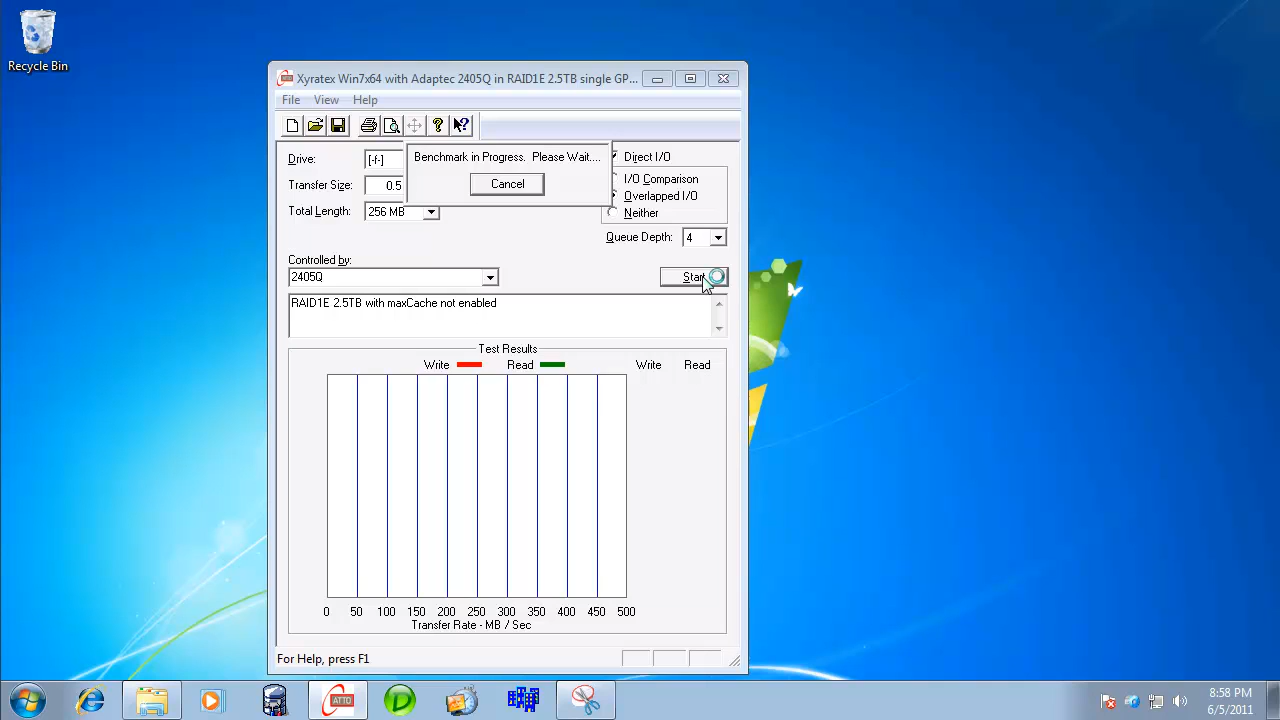 Recycle Bin
Xyratex Win7x64 with Adaptec 2405Q in RAID1E 2.5TB single GP...
File View Help
Benchmark in Progress. Please Wait....
Cancel
Drive: [-f-]
Direct I/O
I/O Comparison
Transfer Size: 0.5
Overlapped I/O
Total Length: 256 MB
Neither
Queue Depth: 4
Controlled by:
2405Q
Start
RAID1E 2.5TB with maxCache not enabled
Test Results
Write Read Write Read
0 50 100 150 200 250 300 350 400 450 500
Transfer Rate - MB / Sec
For Help, press F1
ATTO
8:58 PM
6/5/2011